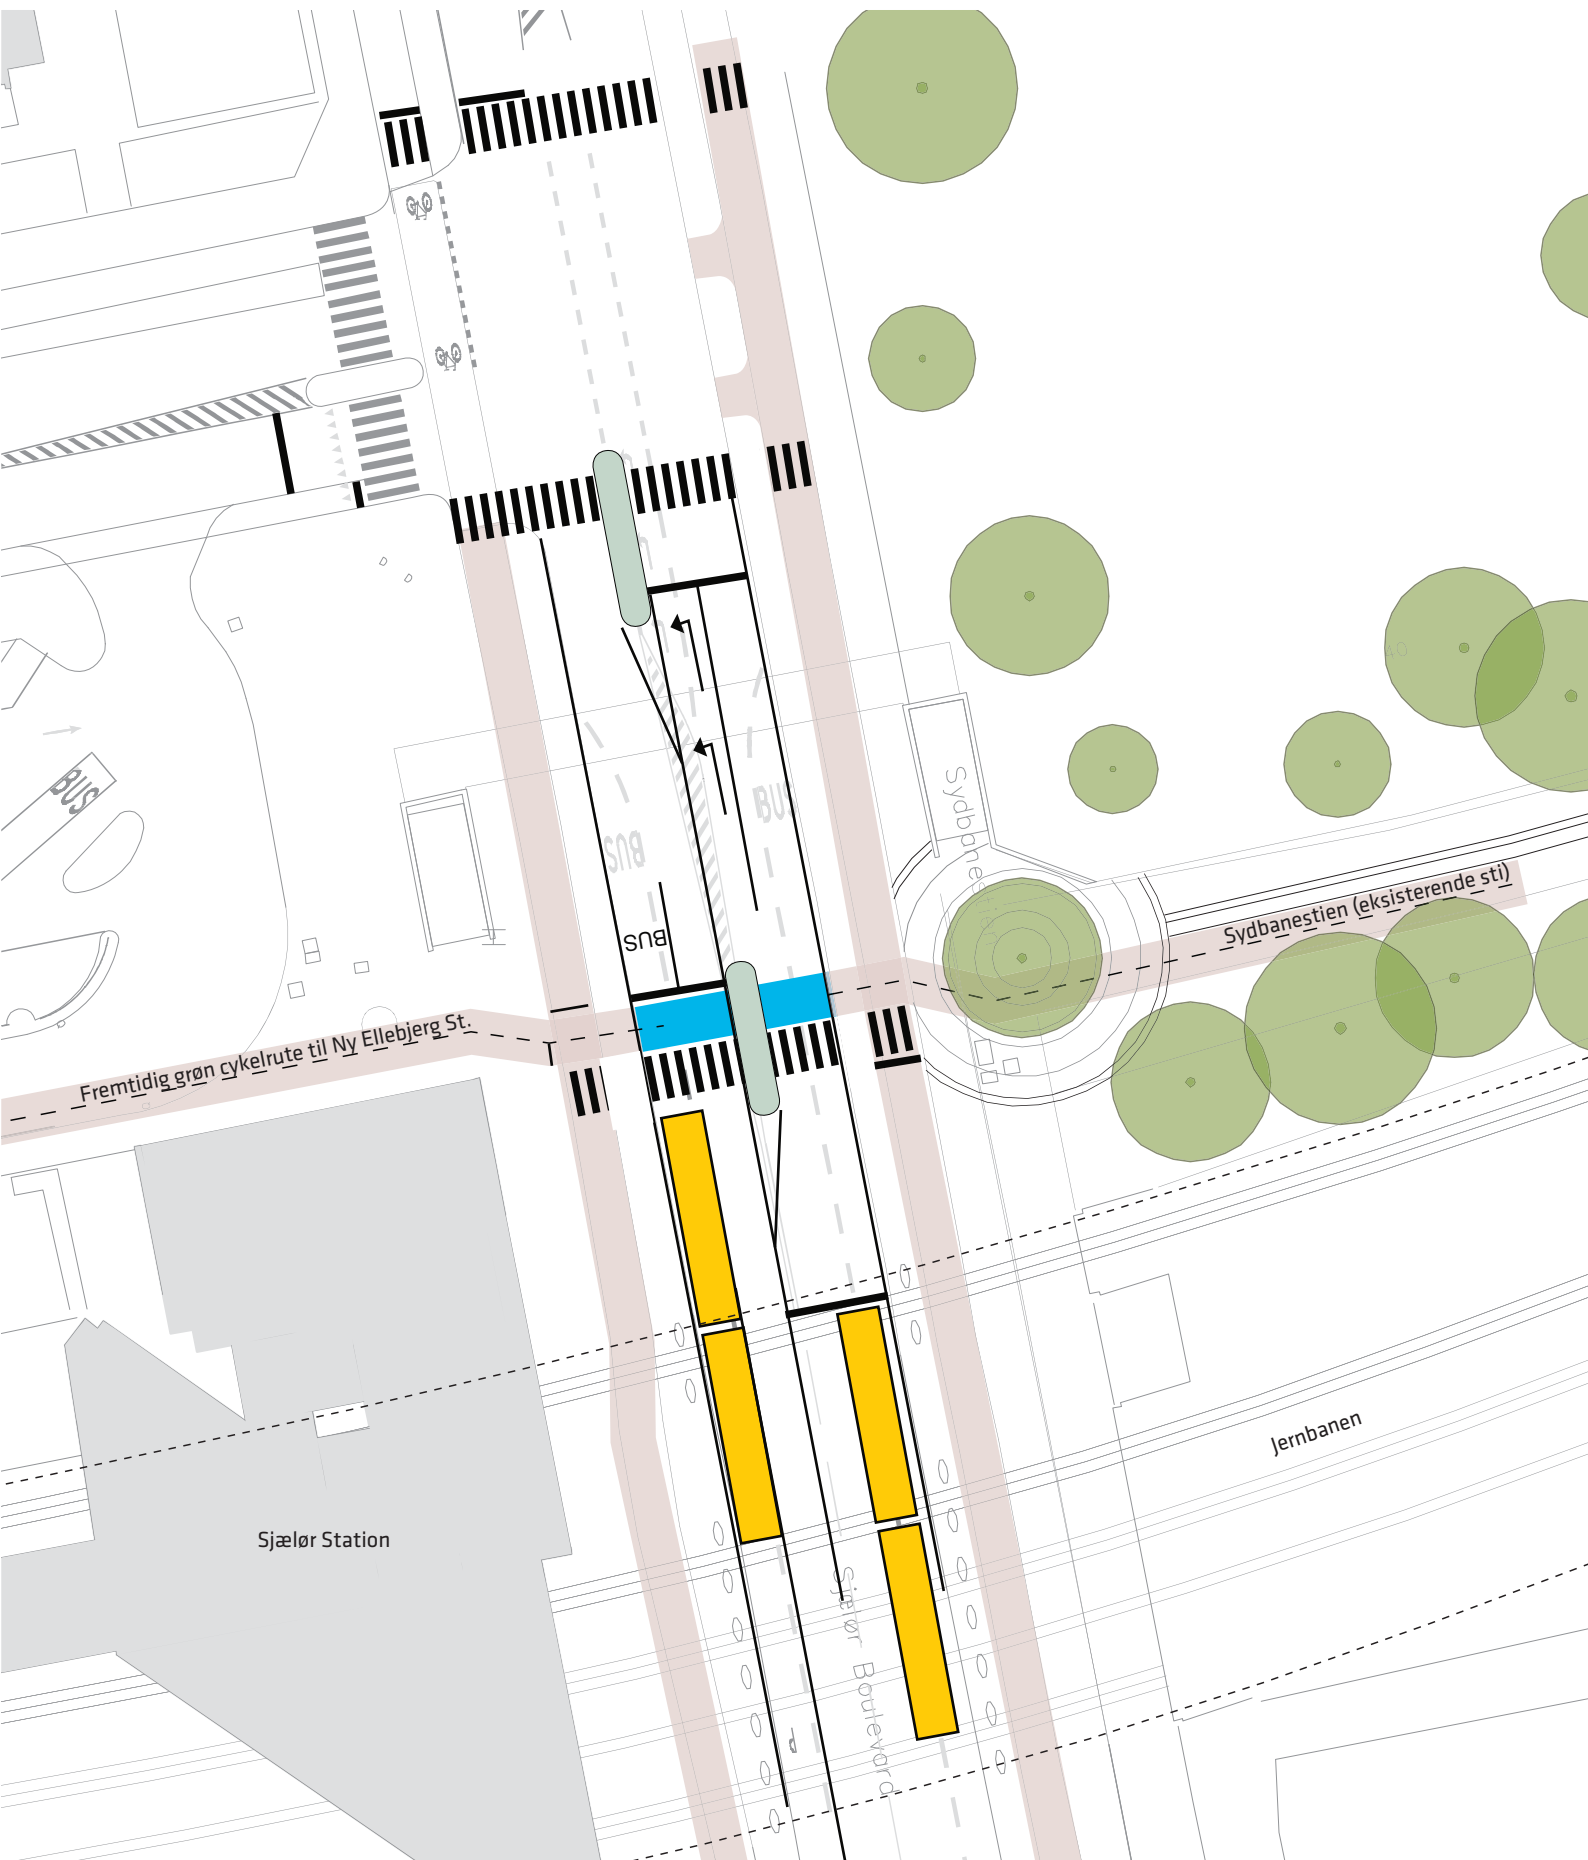 BUS
Sydbanestien
BUS
BUS
BUS
Sydbanestien (eksisterende sti)
Fremtidig grøn cykelrute til Ny Ellebjerg St.
Jernbanen
Sjælør Station
Sjælør Boulevard